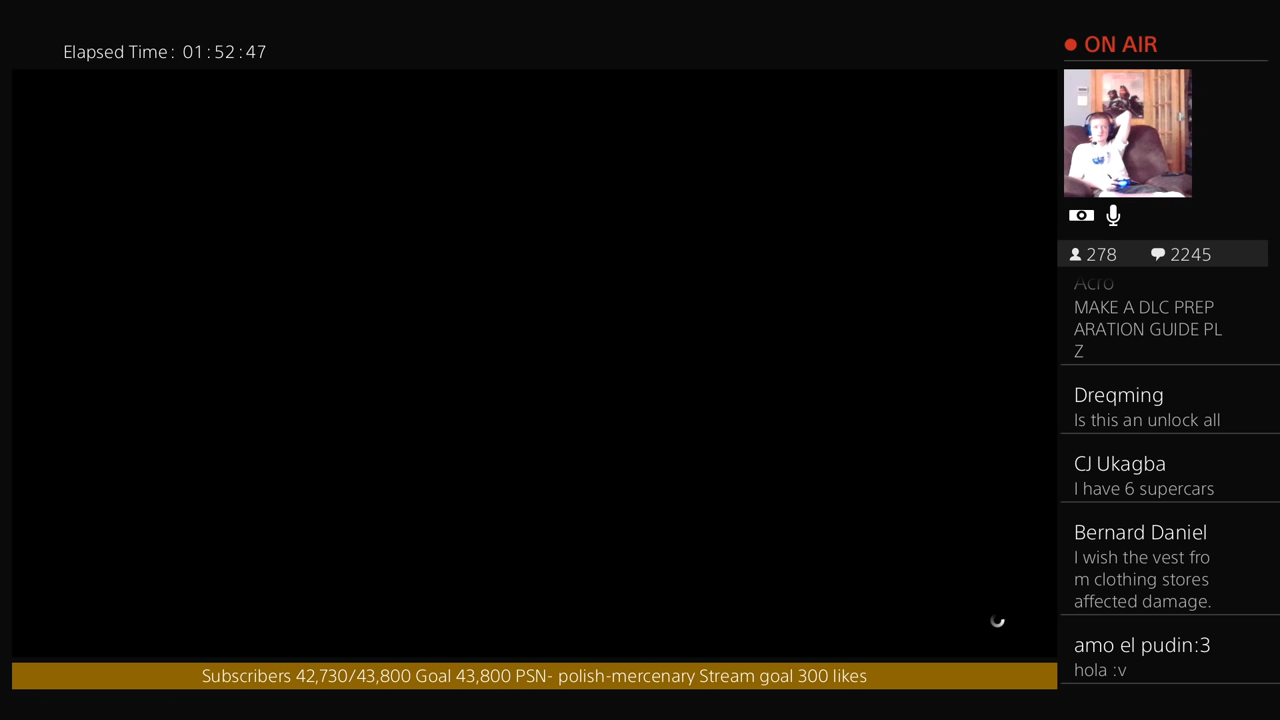 Elapsed Time: 01:52:47
ON AIR
278 2245
Acro
MAKE A DLC PREP
ARATION GUIDE PL
Z
Dreqming
Is this an unlock all
CJ Ukagba
I have 6 supercars
Bernard Daniel
I wish the vest fro
m clothing stores
affected damage.
amo el pudin:3
hola :v
Subscribers 42,730/43,800 Goal 43,800 PSN- polish-mercenary Stream goal 300 likes